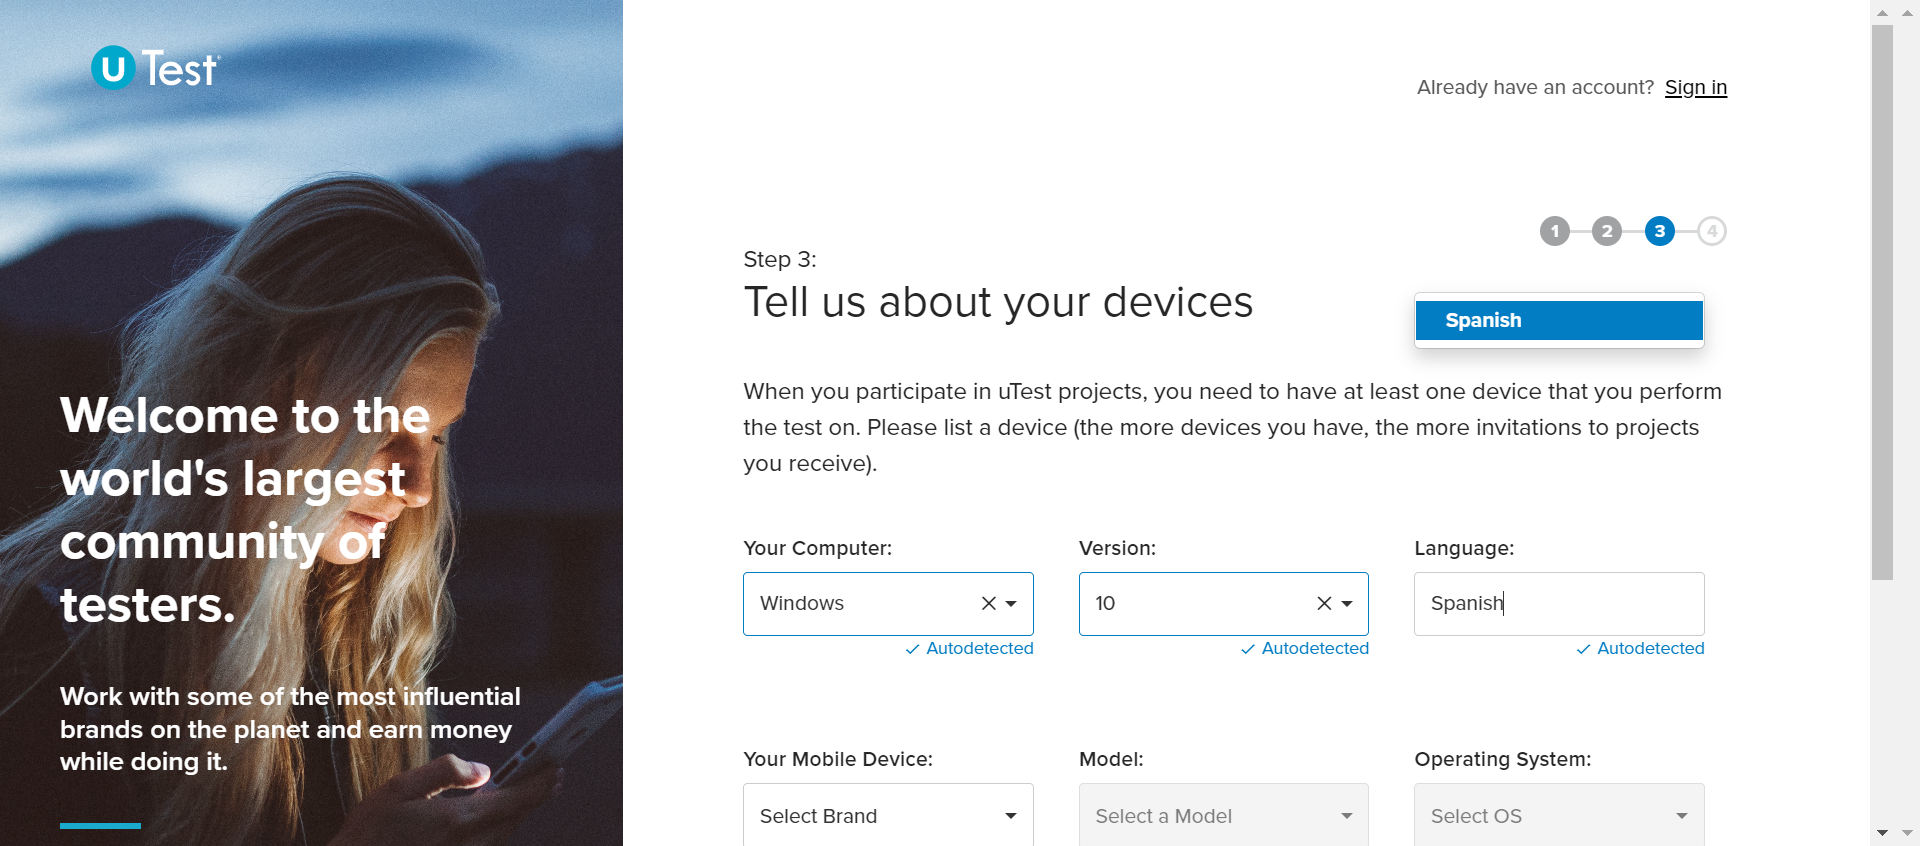 u Test
Welcome to the
world's largest
community of
testers.
Work with some of the most influential
brands on the planet and earn money
while doing it.
Already have an account? Sign in
1 2 3 4
Step 3:
Tell us about your devices
Spanish
When you participate in uTest projects, you need to have at least one device that you perform
the test on. Please list a device (the more devices you have, the more invitations to projects
you receive).
Your Computer: Version: Language:
Windows 10 Spanish
Autodetected Autodetected Autodetected
Your Mobile Device: Model: Operating System:
Select Brand Select a Model Select OS